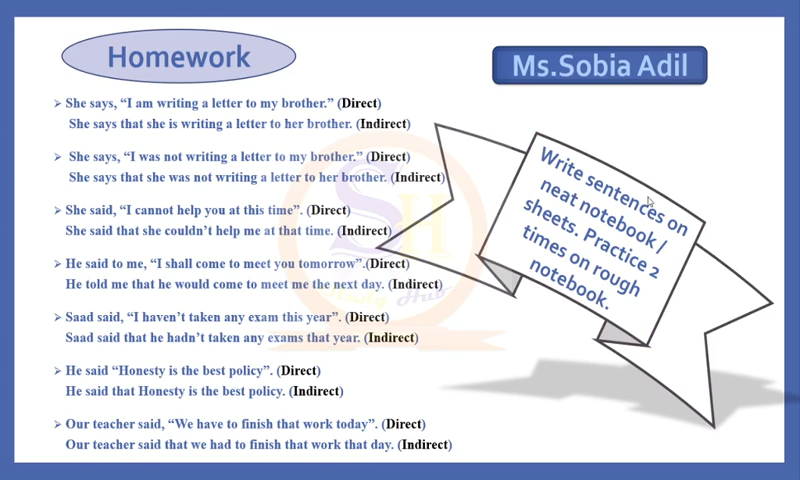 Homework
Ms.Sobia Adil
She says, “I am writing a letter to my brother.” (Direct)
She says that she is writing a letter to her brother. (Indirect)
She says, “I was not writing a letter to my brother.” (Direct)
She says that she was not writing a letter to her brother. (Indirect)
She said, “I cannot help you at this time”. (Direct)
She said that she couldn’t help me at that time. (Indirect)
He said to me, “I shall come to meet you tomorrow”.(Direct)
He told me that he would come to meet me the next day. (Indirect)
Saad said, “I haven’t taken any exam this year”. (Direct)
Saad said that he hadn’t taken any exams that year. (Indirect)
He said “Honesty is the best policy”. (Direct)
He said that Honesty is the best policy. (Indirect)
Our teacher said, “We have to finish that work today”. (Direct)
Our teacher said that we had to finish that work that day. (Indirect)
Write sentences on
neat notebook /
sheets. Practice 2
times on rough
notebook.
SH
Study Hub